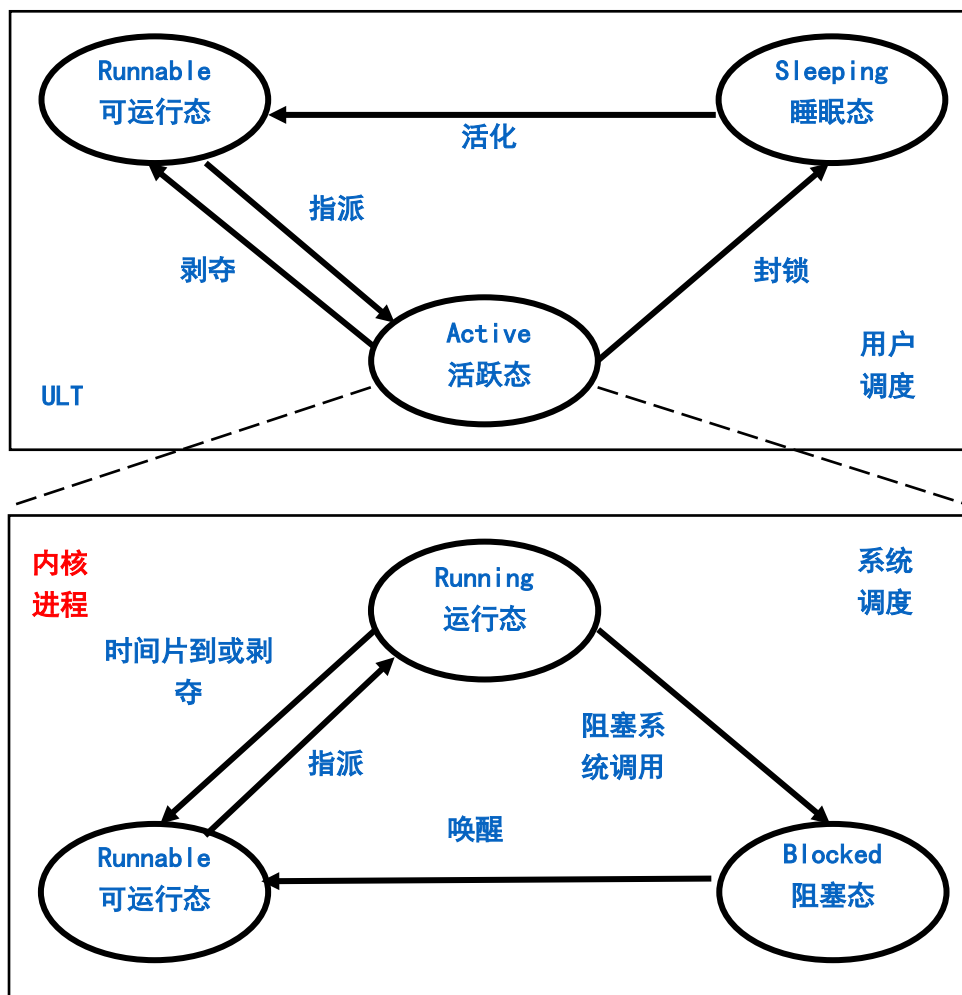 Runnable
可运行态
Sleeping
睡眠态
活化
指派
剥夺
封锁
Active
活跃态
用户
调度
ULT
内核
进程
Running
运行态
系统
调度
时间片到或剥
夺
指派
阻塞系
统调用
唤醒
Runnable
可运行态
Blocked
阻塞态